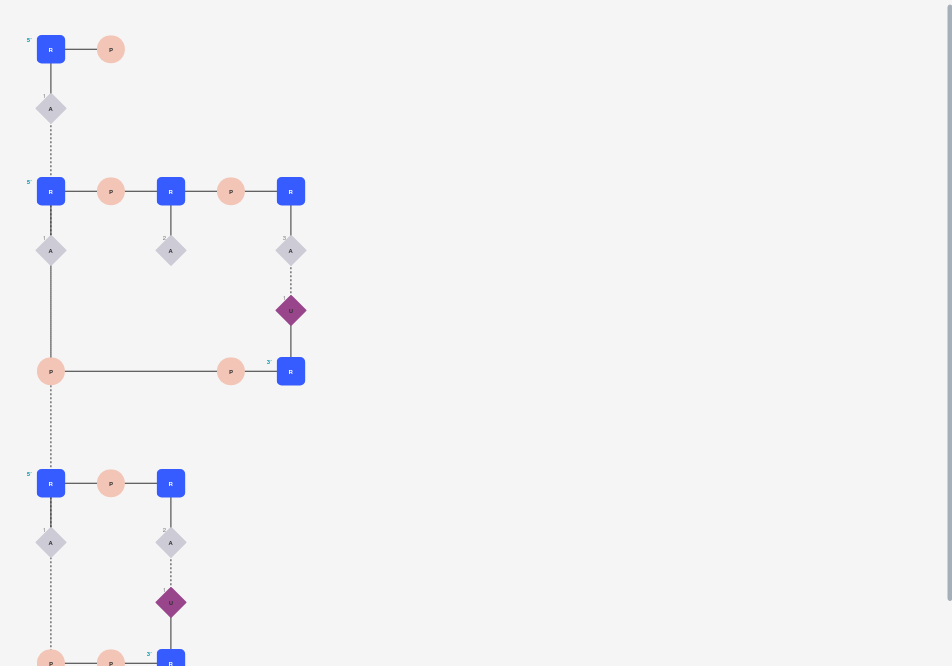 5' R P
1 A
5' R P R P R
1 A 2 A 3 A
1 U
3'
P P R
5' R P R
1 A 2 A
1 U
3'
P P R